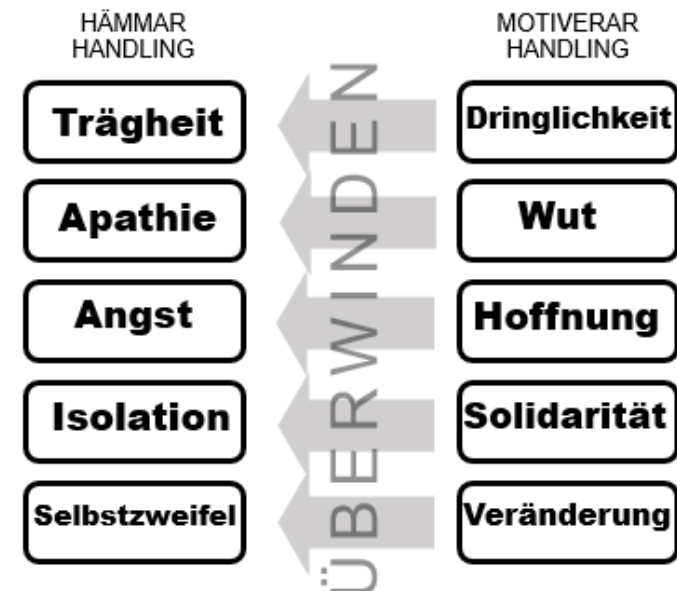 HÄMMAR
HANDLING
MOTIVERAR
HANDLING
Trägheit
Dringlichkeit
Apathie
Wut
Angst
Hoffnung
Isolation
Solidarität
Selbstzweifel
Veränderung
ÜBERWINDEN